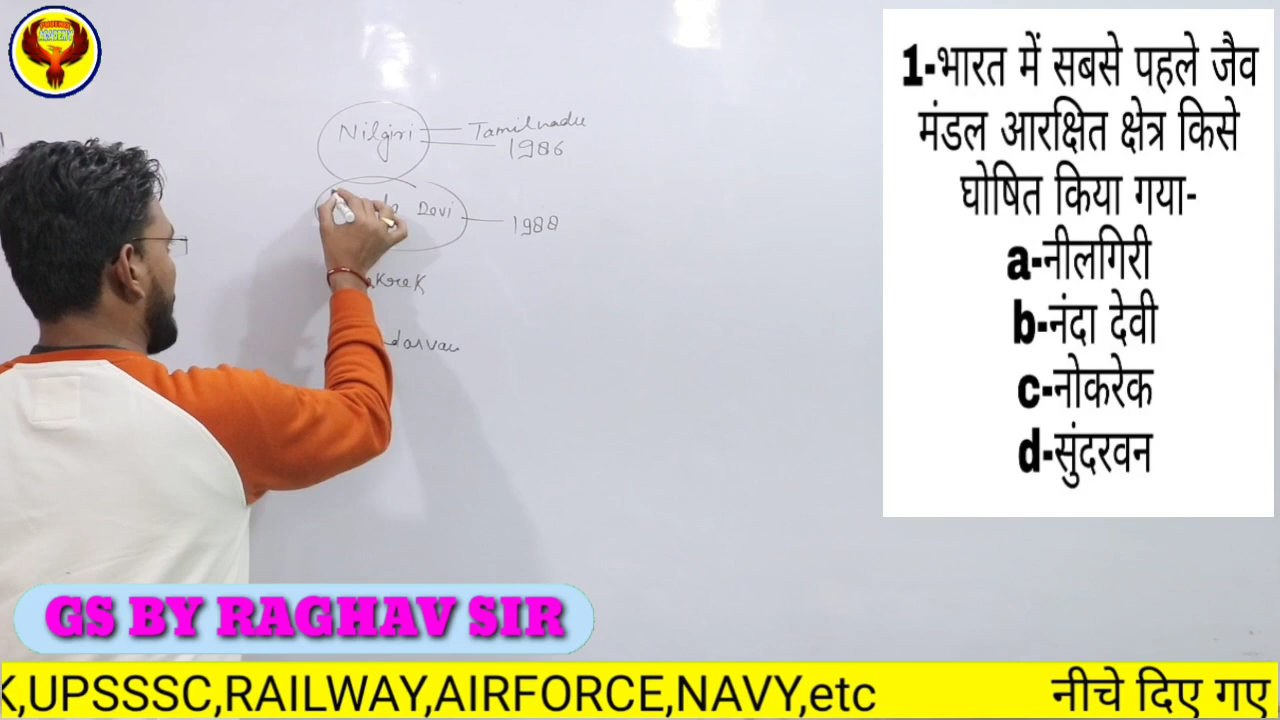 ACADEMY
Nilgiri Tamilnadu
1986
Devi 1988
1-भारत में सबसे पहले जैव
मंडल आरक्षित क्षेत्र किसे
घोषित किया गया-
a-नीलगिरी
b-नंदा देवी
c-नोकरेक
d-सुंदरवन
GS BY RAGHAV SIR
K,UPSSSC,RAILWAY,AIRFORCE,NAVY,etc नीचे दिए गए